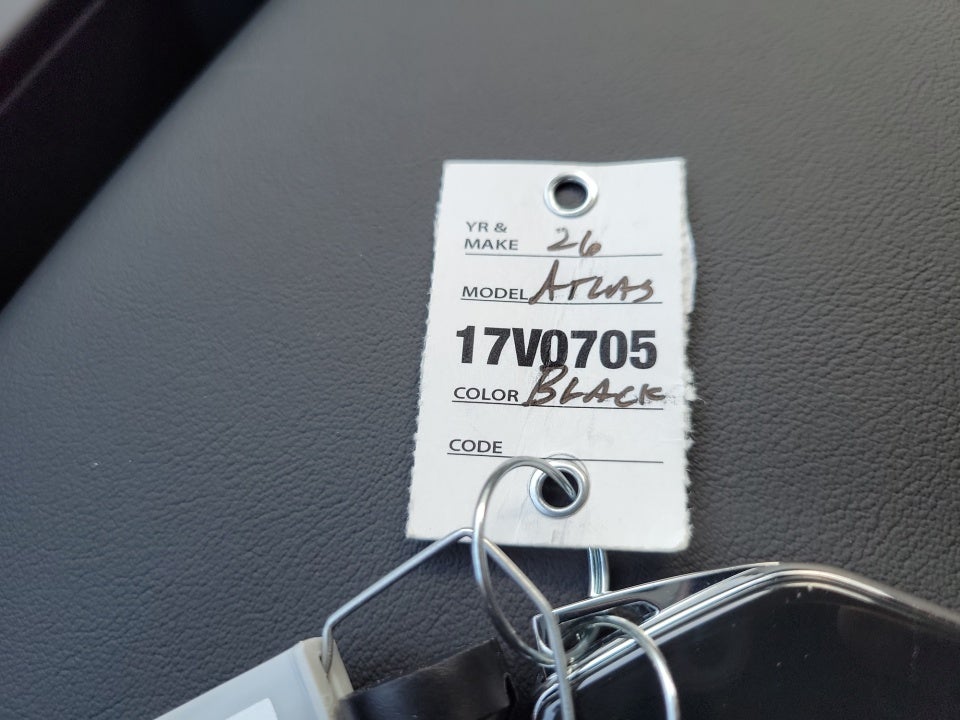 YR &
MAKE 26
MODEL ATLAS
17V0705
COLOR BLACK
CODE